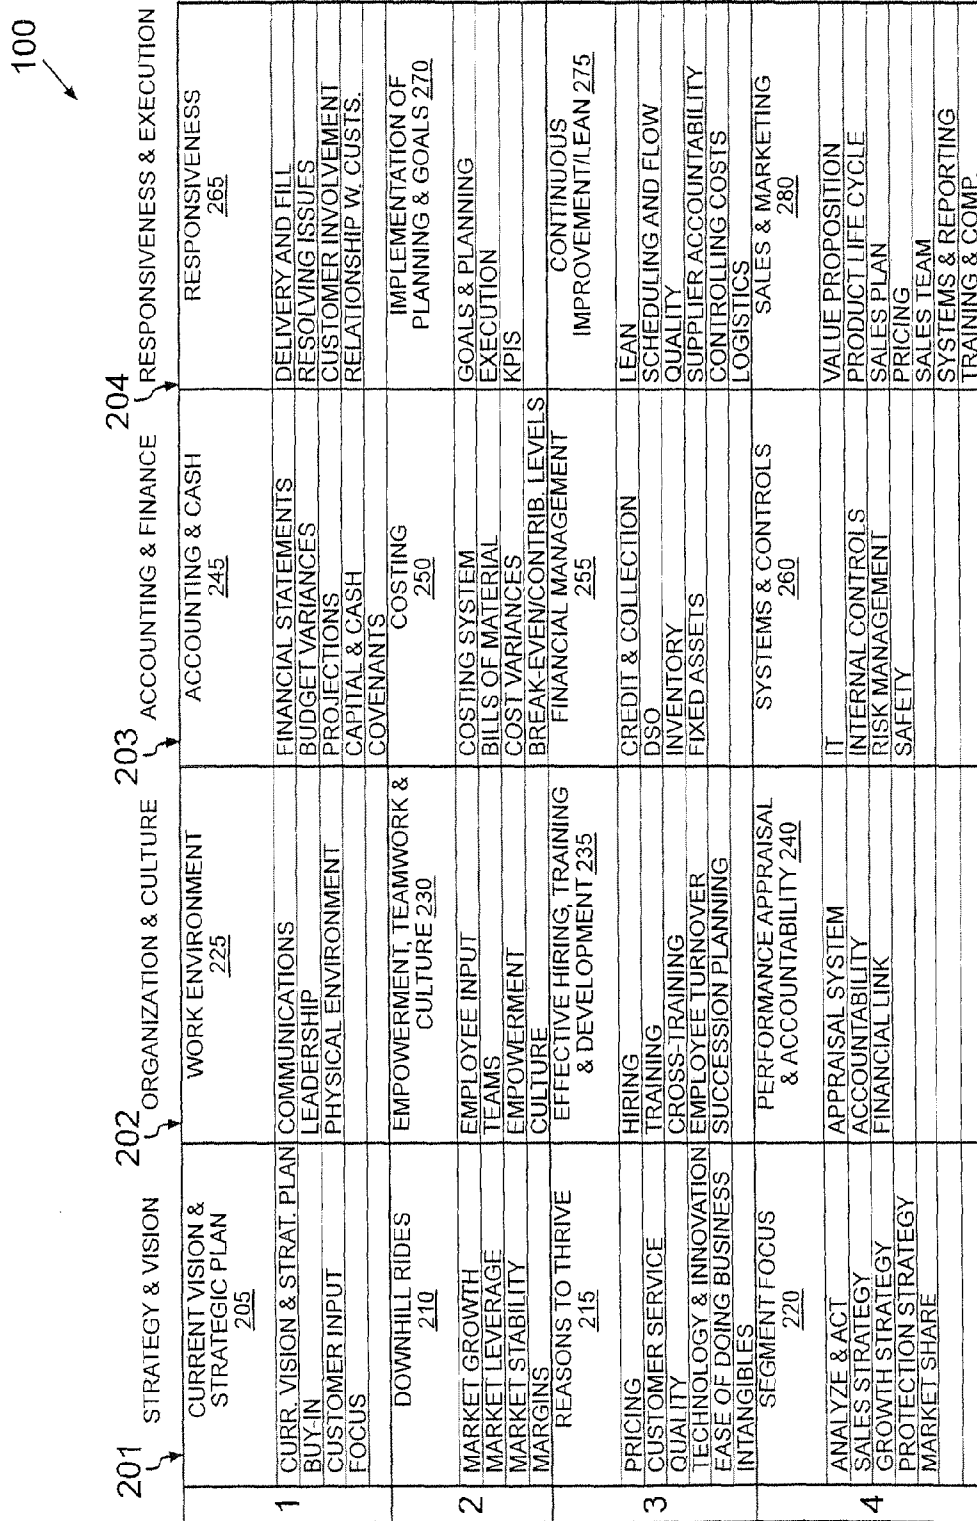 100
201 STRATEGY & VISION
202 ORGANIZATION & CULTURE
203 ACCOUNTING & FINANCE
204 RESPONSIVENESS & EXECUTION
1
CURRENT VISION &
STRATEGIC PLAN
205
CURR. VISION & STRAT. PLAN
BUY-IN
CUSTOMER INPUT
FOCUS
WORK ENVIRONMENT
225
COMMUNICATIONS
LEADERSHIP
PHYSICAL ENVIRONMENT
ACCOUNTING & CASH
245
FINANCIAL STATEMENTS
BUDGET VARIANCES
PROJECTIONS
CAPITAL & CASH
COVENANTS
RESPONSIVENESS
265
DELIVERY AND FILL
RESOLVING ISSUES
CUSTOMER INVOLVEMENT
RELATIONSHIP W. CUSTS.
2
DOWNHILL RIDES
210
MARKET GROWTH
MARKET LEVERAGE
MARKET STABILITY
MARGINS
EMPOWERMENT, TEAMWORK &
CULTURE 230
EMPLOYEE INPUT
TEAMS
EMPOWERMENT
CULTURE
COSTING
250
COSTING SYSTEM
BILLS OF MATERIAL
COST VARIANCES
BREAK-EVEN/CONTRIB. LEVELS
IMPLEMENTATION OF
PLANNING & GOALS 270
GOALS & PLANNING
EXECUTION
KPIS
3
REASONS TO THRIVE
215
PRICING
CUSTOMER SERVICE
QUALITY
TECHNOLOGY & INNOVATION
EASE OF DOING BUSINESS
INTANGIBLES
EFFECTIVE HIRING, TRAINING
& DEVELOPMENT 235
HIRING
TRAINING
CROSS-TRAINING
EMPLOYEE TURNOVER
SUCCESSION PLANNING
FINANCIAL MANAGEMENT
255
CREDIT & COLLECTION
DSO
INVENTORY
FIXED ASSETS
CONTINUOUS
IMPROVEMENT/LEAN 275
LEAN
SCHEDULING AND FLOW
QUALITY
SUPPLIER ACCOUNTABILITY
CONTROLLING COSTS
LOGISTICS
4
SEGMENT FOCUS
220
ANALYZE & ACT
SALES STRATEGY
GROWTH STRATEGY
PROTECTION STRATEGY
MARKET SHARE
PERFORMANCE APPRAISAL
& ACCOUNTABILITY 240
APPRAISAL SYSTEM
ACCOUNTABILITY
FINANCIAL LINK
SYSTEMS & CONTROLS
260
IT
INTERNAL CONTROLS
RISK MANAGEMENT
SAFETY
SALES & MARKETING
280
VALUE PROPOSITION
PRODUCT LIFE CYCLE
SALES PLAN
PRICING
SALES TEAM
SYSTEMS & REPORTING
TRAINING & COMP.